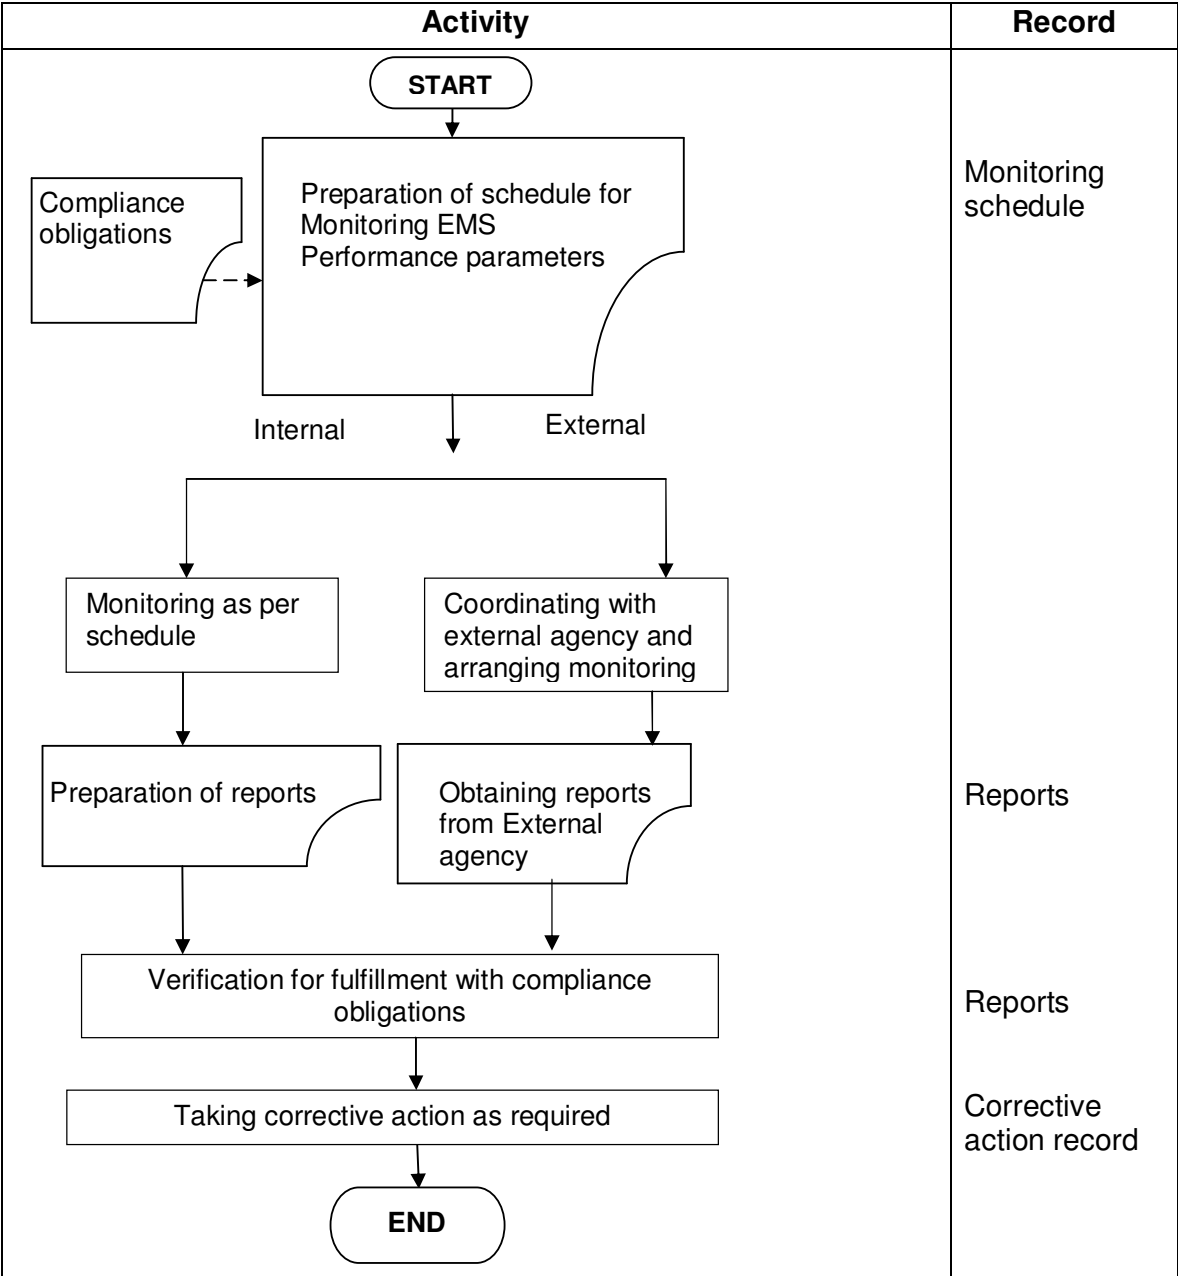 Activity
Record
START
Compliance
obligations
Preparation of schedule for
Monitoring EMS
Performance parameters
Monitoring
schedule
Internal
External
Monitoring as per
schedule
Coordinating with
external agency and
arranging monitoring
Preparation of reports
Obtaining reports
from External
agency
Reports
Verification for fulfillment with compliance
obligations
Reports
Taking corrective action as required
Corrective
action record
END